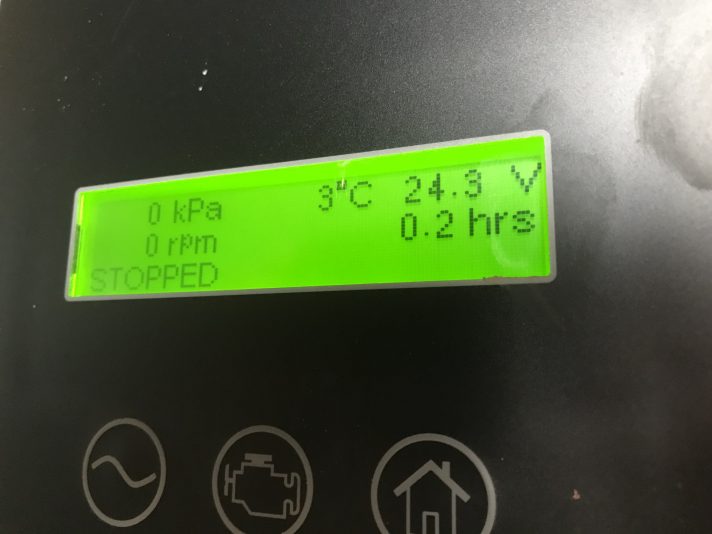 0 kPa 3°C 24.3 V
0 rpm 0.2 hrs
STOPPED